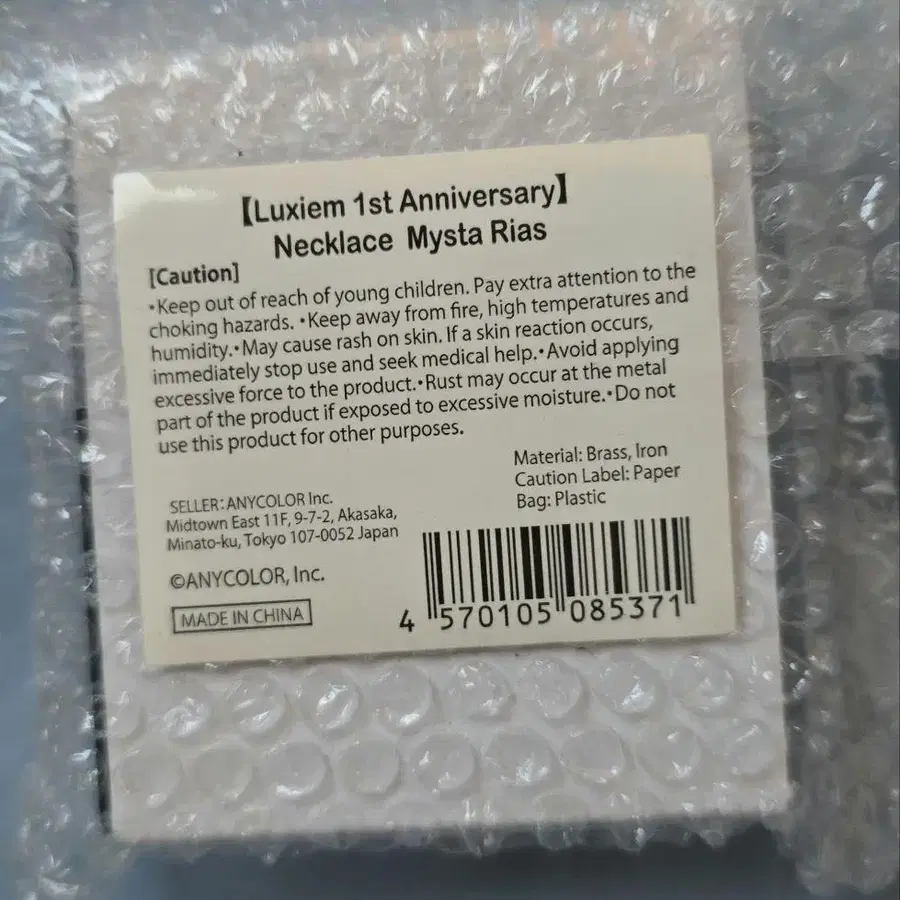 【Luxiem 1st Anniversary】
Necklace Mysta Rias
[Caution]
•Keep out of reach of young children. Pay extra attention to the
choking hazards. •Keep away from fire, high temperatures and
humidity.•May cause rash on skin. If a skin reaction occurs,
immediately stop use and seek medical help.•Avoid applying
excessive force to the product.•Rust may occur at the metal
part of the product if exposed to excessive moisture.•Do not
use this product for other purposes.
Material: Brass, Iron
Caution Label: Paper
Bag: Plastic
SELLER:ANYCOLOR Inc.
Midtown East 11F, 9-7-2, Akasaka,
Minato-ku, Tokyo 107-0052 Japan
©ANYCOLOR, Inc.
MADE IN CHINA
4 570105 085371